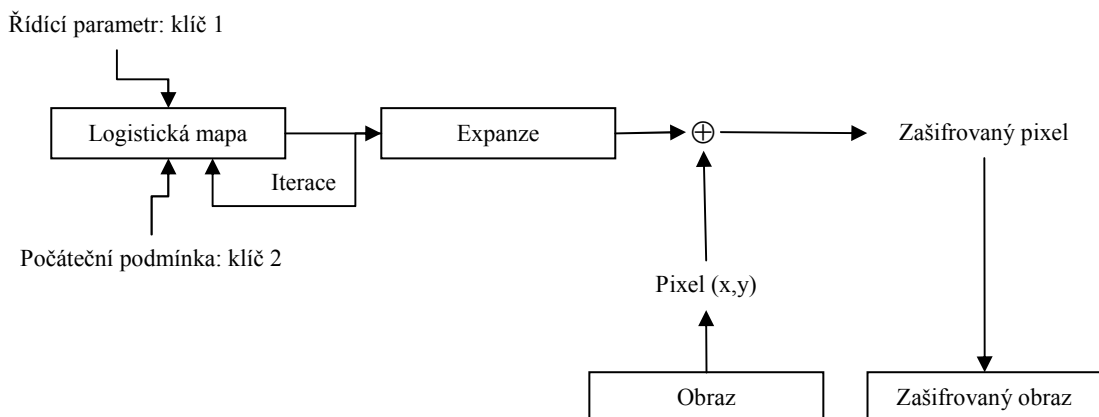 Řídící parametr: klíč 1
Logistická mapa
Expanze
⊕
Zašifrovaný pixel
Iterace
Počáteční podmínka: klíč 2
Pixel (x,y)
Obraz
Zašifrovaný obraz